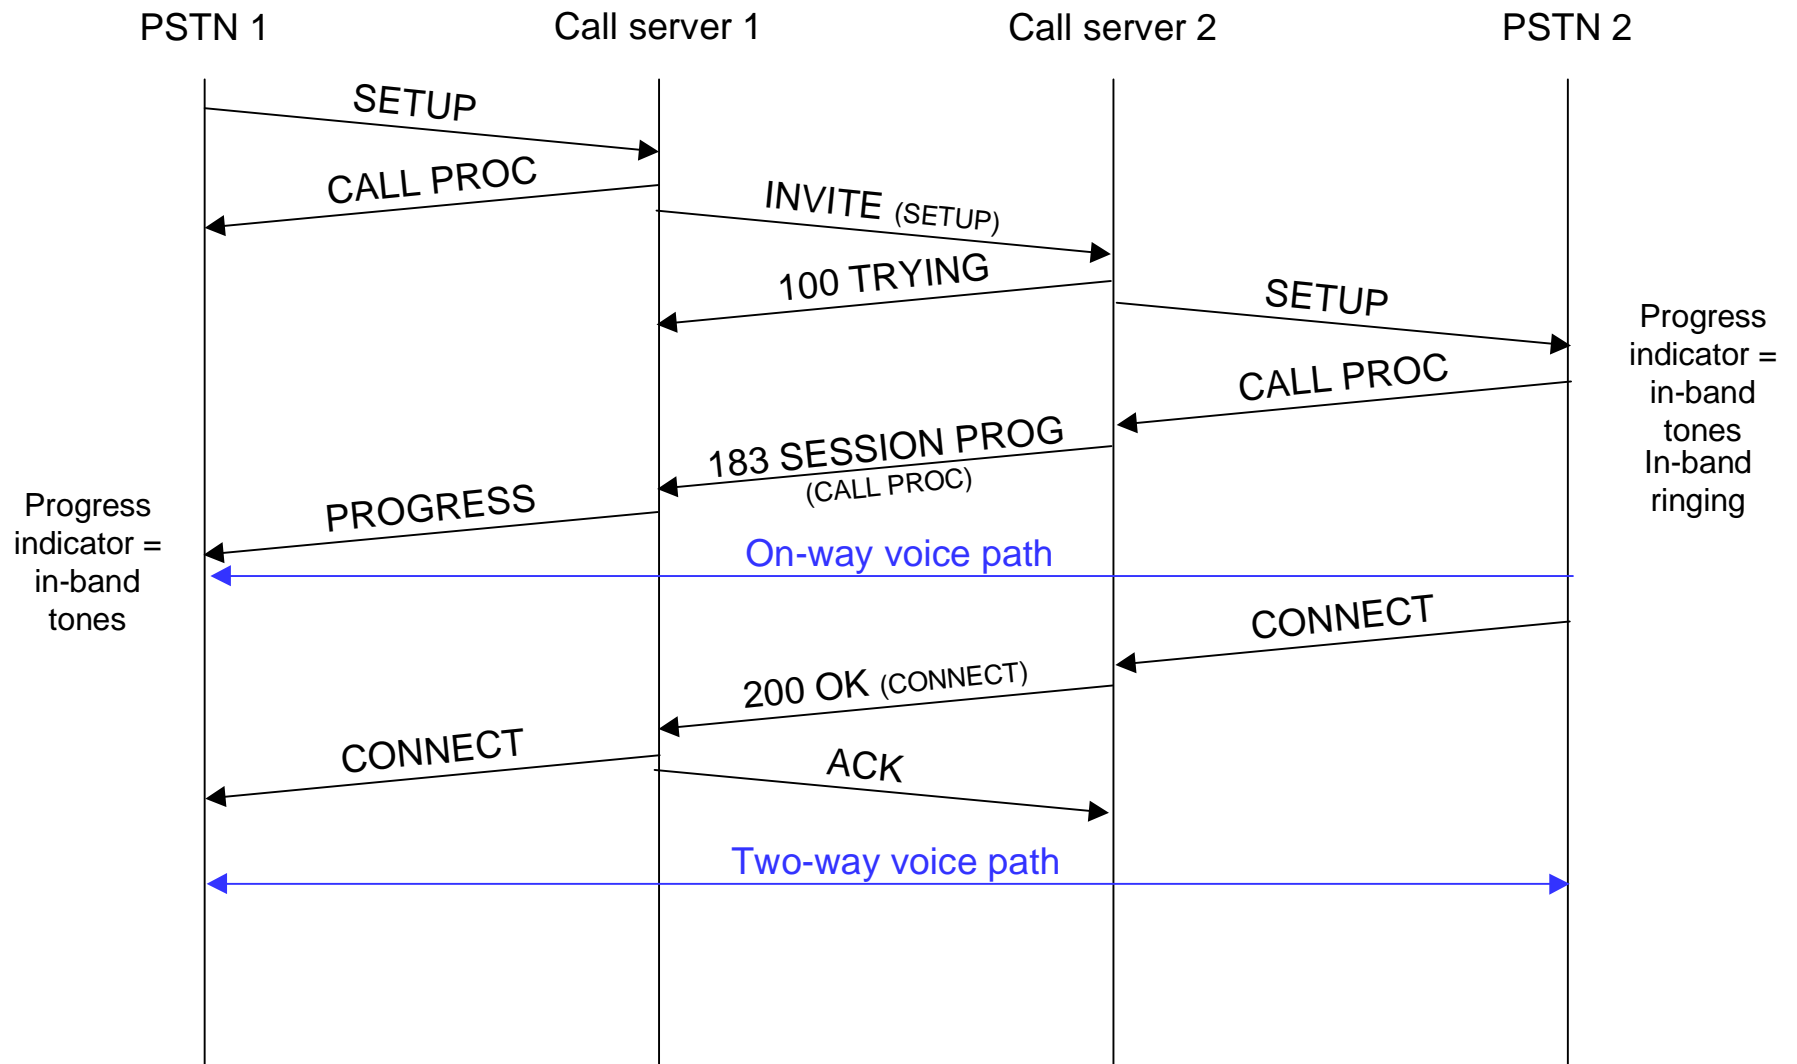 PSTN 1
Call server 1
Call server 2
PSTN 2
SETUP
CALL PROC
INVITE (SETUP)
100 TRYING
SETUP
CALL PROC
Progress
indicator =
in-band
tones
In-band
ringing
183 SESSION PROG
(CALL PROC)
PROGRESS
Progress
indicator =
in-band
tones
On-way voice path
CONNECT
200 OK (CONNECT)
CONNECT
ACK
Two-way voice path